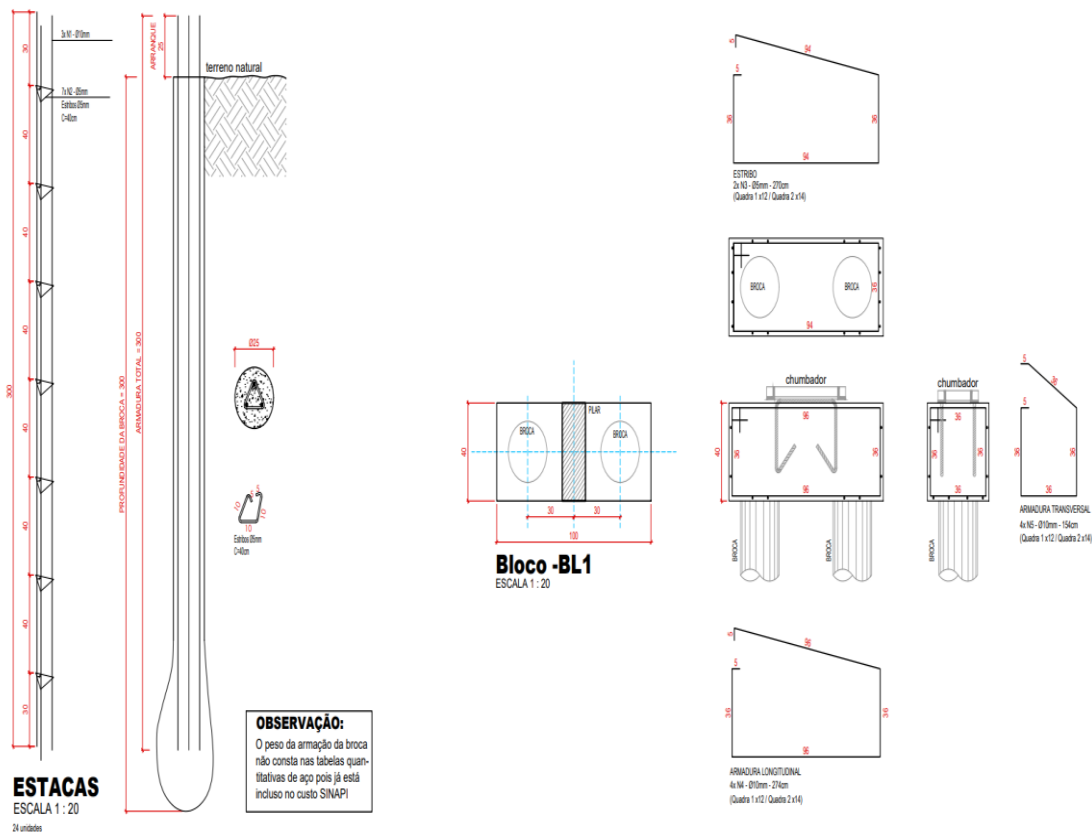 3x N1 - Ø10mm
7x N2 - Ø5mm
Estribos Ø5mm
C=40cm
30
40
40
40
40
40
40
30
300
ESTACAS
ESCALA 1 : 20
24 unidades
ARRANQUE
25
terreno natural
PROFUNDIDADE DA BROCA = 300
ARMADURA TOTAL = 300
Ø25
5
10
10
10
Estribos Ø5mm
C=40cm
OBSERVAÇÃO:
O peso da armação da broca
não consta nas tabelas quan-
titativas de aço pois já está
incluso no custo SINAPI
PILAR
BROCA
BROCA
40
30
30
100
Bloco -BL1
ESCALA 1 : 20
5
5
36
36
94
ESTRIBO
2x N3 - Ø5mm - 270cm
(Quadra 1 x12 / Quadra 2 x14)
BROCA
BROCA
36
94
chumbador
96
36
36
40
96
BROCA
BROCA
chumbador
36
36
36
36
BROCA
5
36
5
36
36
36
ARMADURA TRANSVERSAL
4x N5 - Ø10mm - 154cm
(Quadra 1 x12 / Quadra 2 x14)
5
96
5
36
36
96
ARMADURA LONGITUDINAL
4x N4 - Ø10mm - 274cm
(Quadra 1 x12 / Quadra 2 x14)